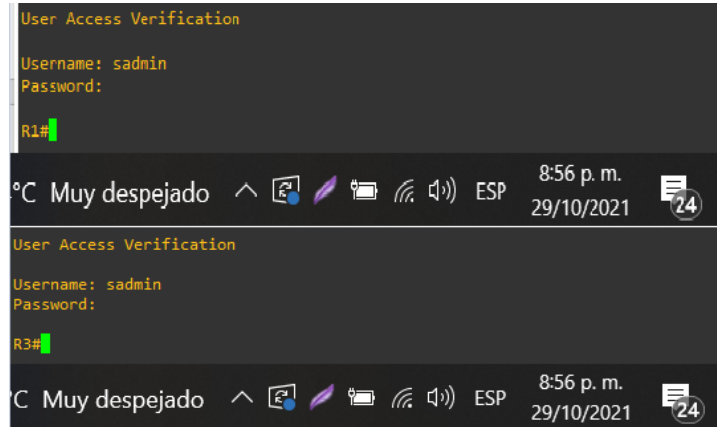 User Access Verification
Username: sadmin
Password:
R1#
°C Muy despejado ESP 8:56 p. m.
29/10/2021
24
User Access Verification
Username: sadmin
Password:
R3#
°C Muy despejado ESP 8:56 p. m.
29/10/2021
24